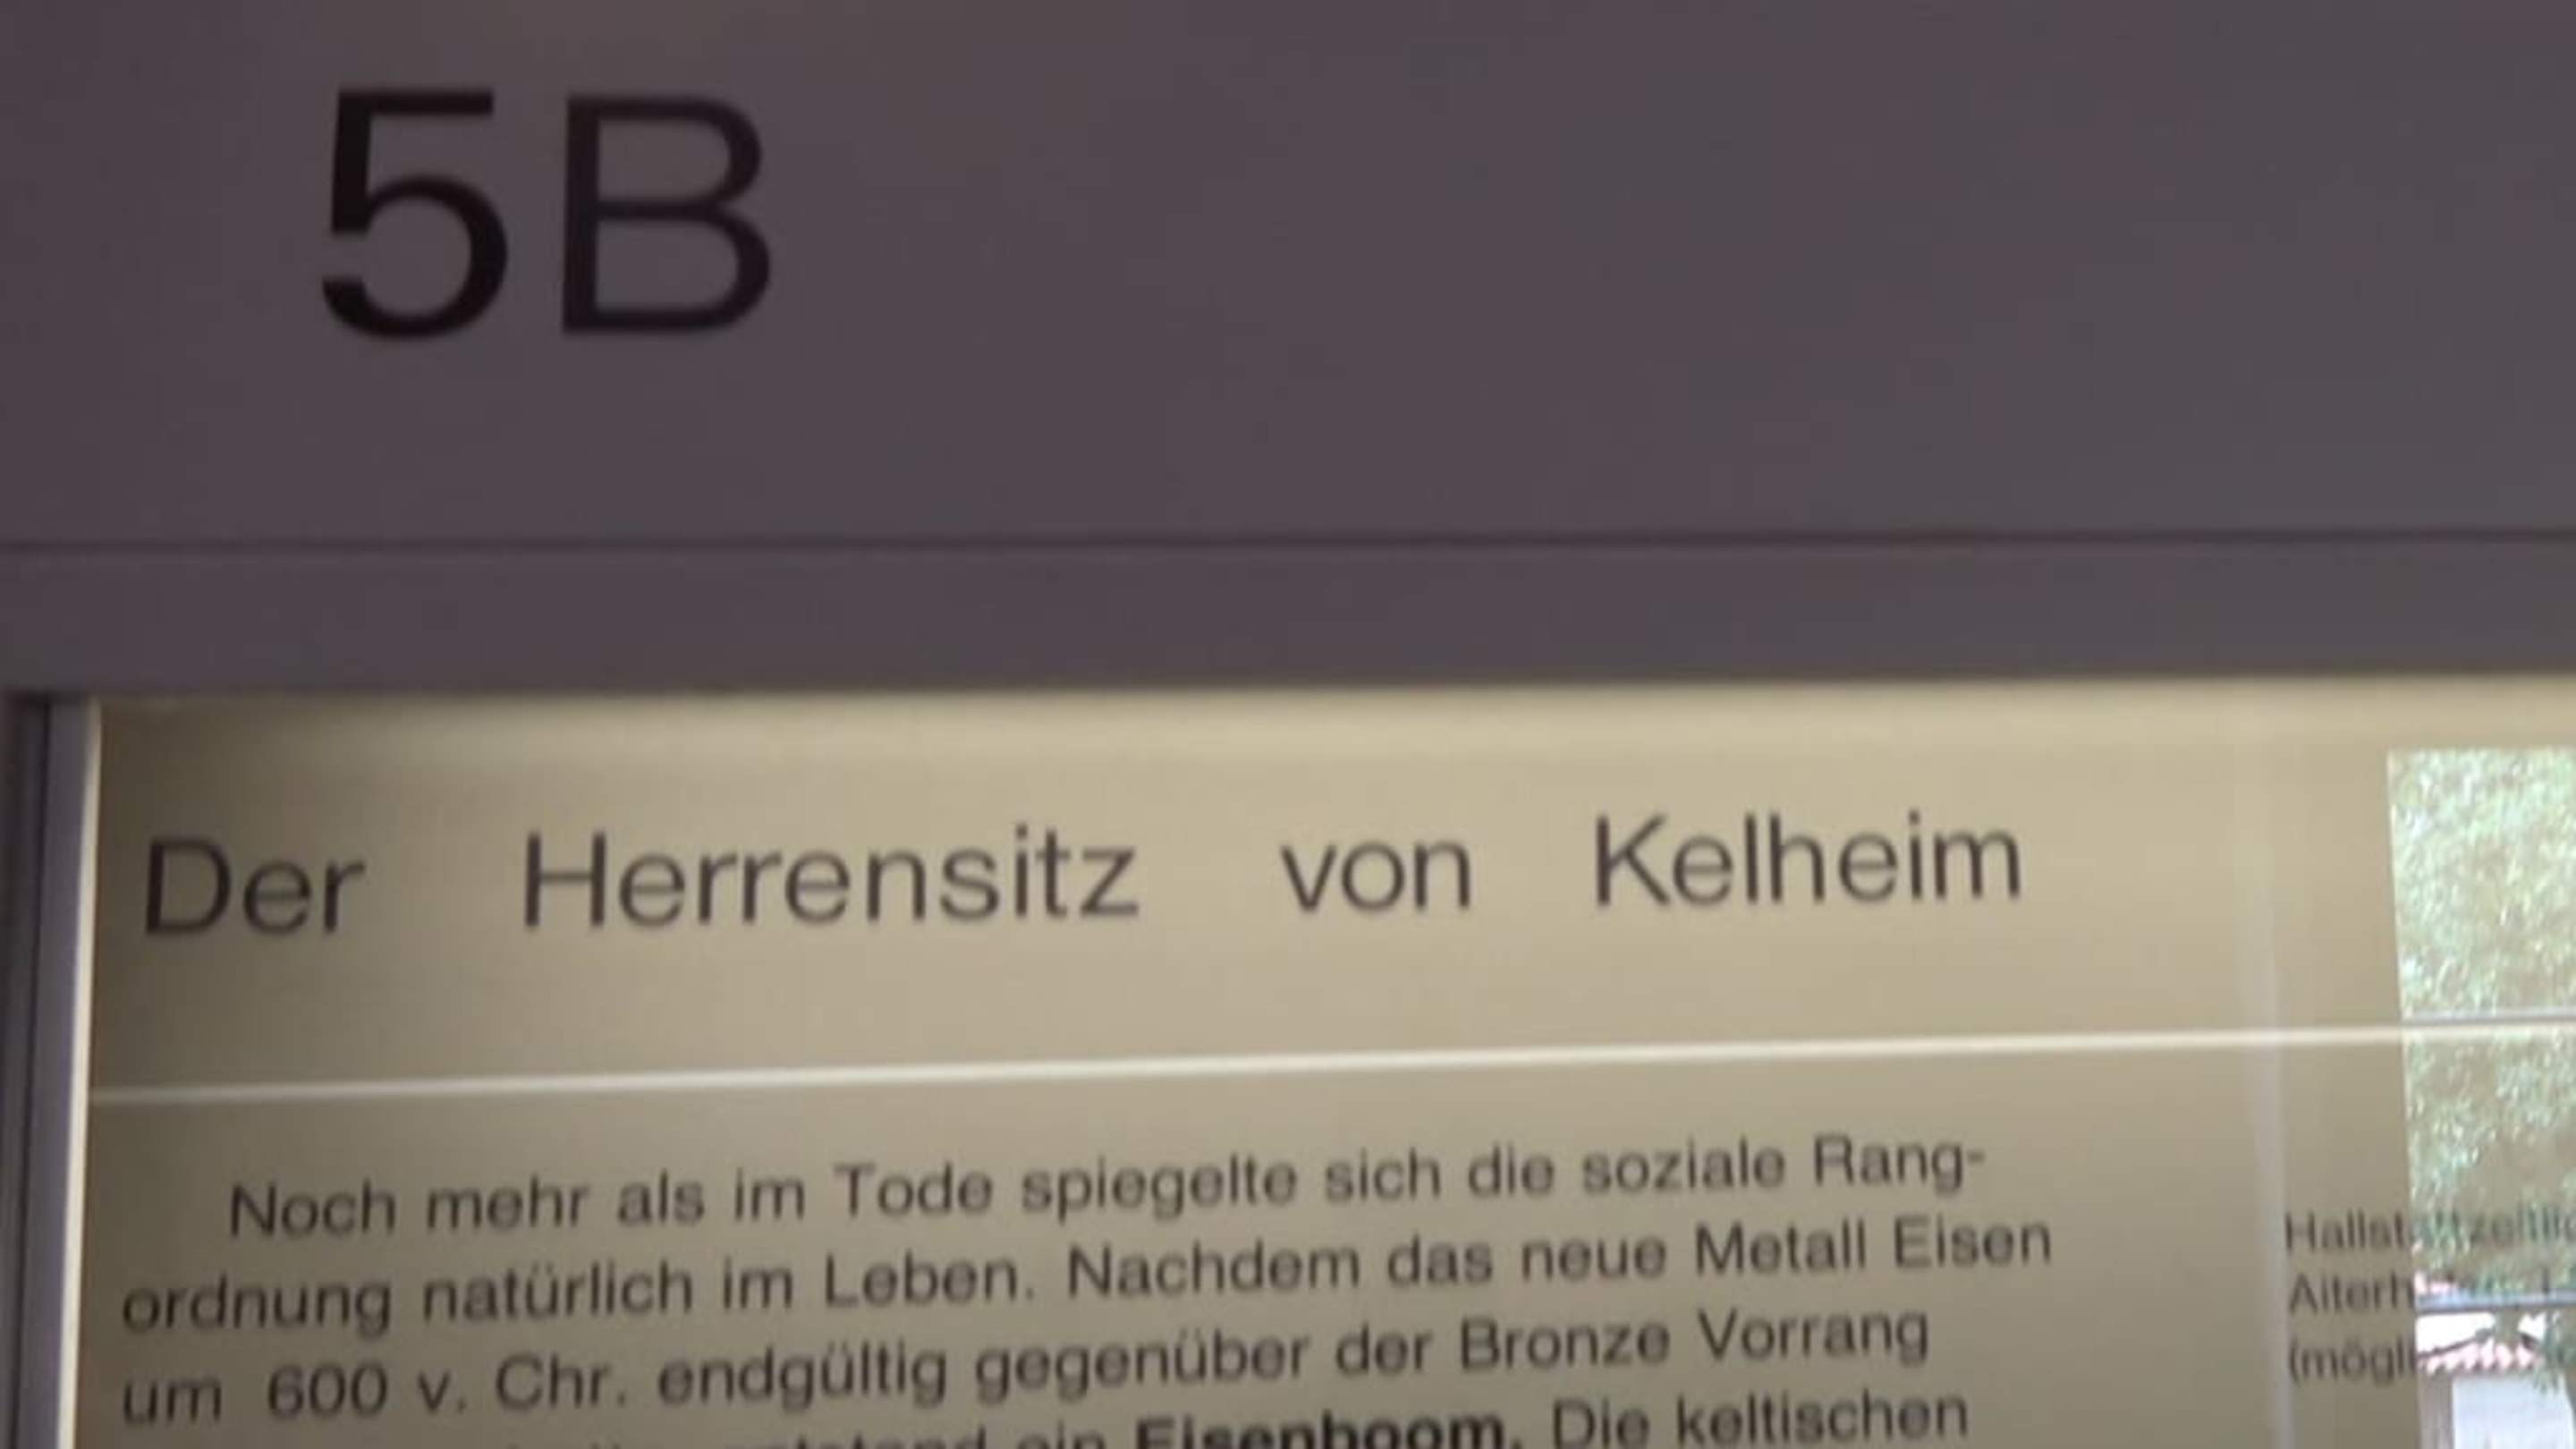 5B
Der Herrensitz von Kelheim
Noch mehr als im Tode spiegelte sich die soziale Rang-
ordnung natürlich im Leben. Nachdem das neue Metall Eisen
um 600 v. Chr. endgültig gegenüber der Bronze Vorrang
ein Eisenboom. Die keltischen